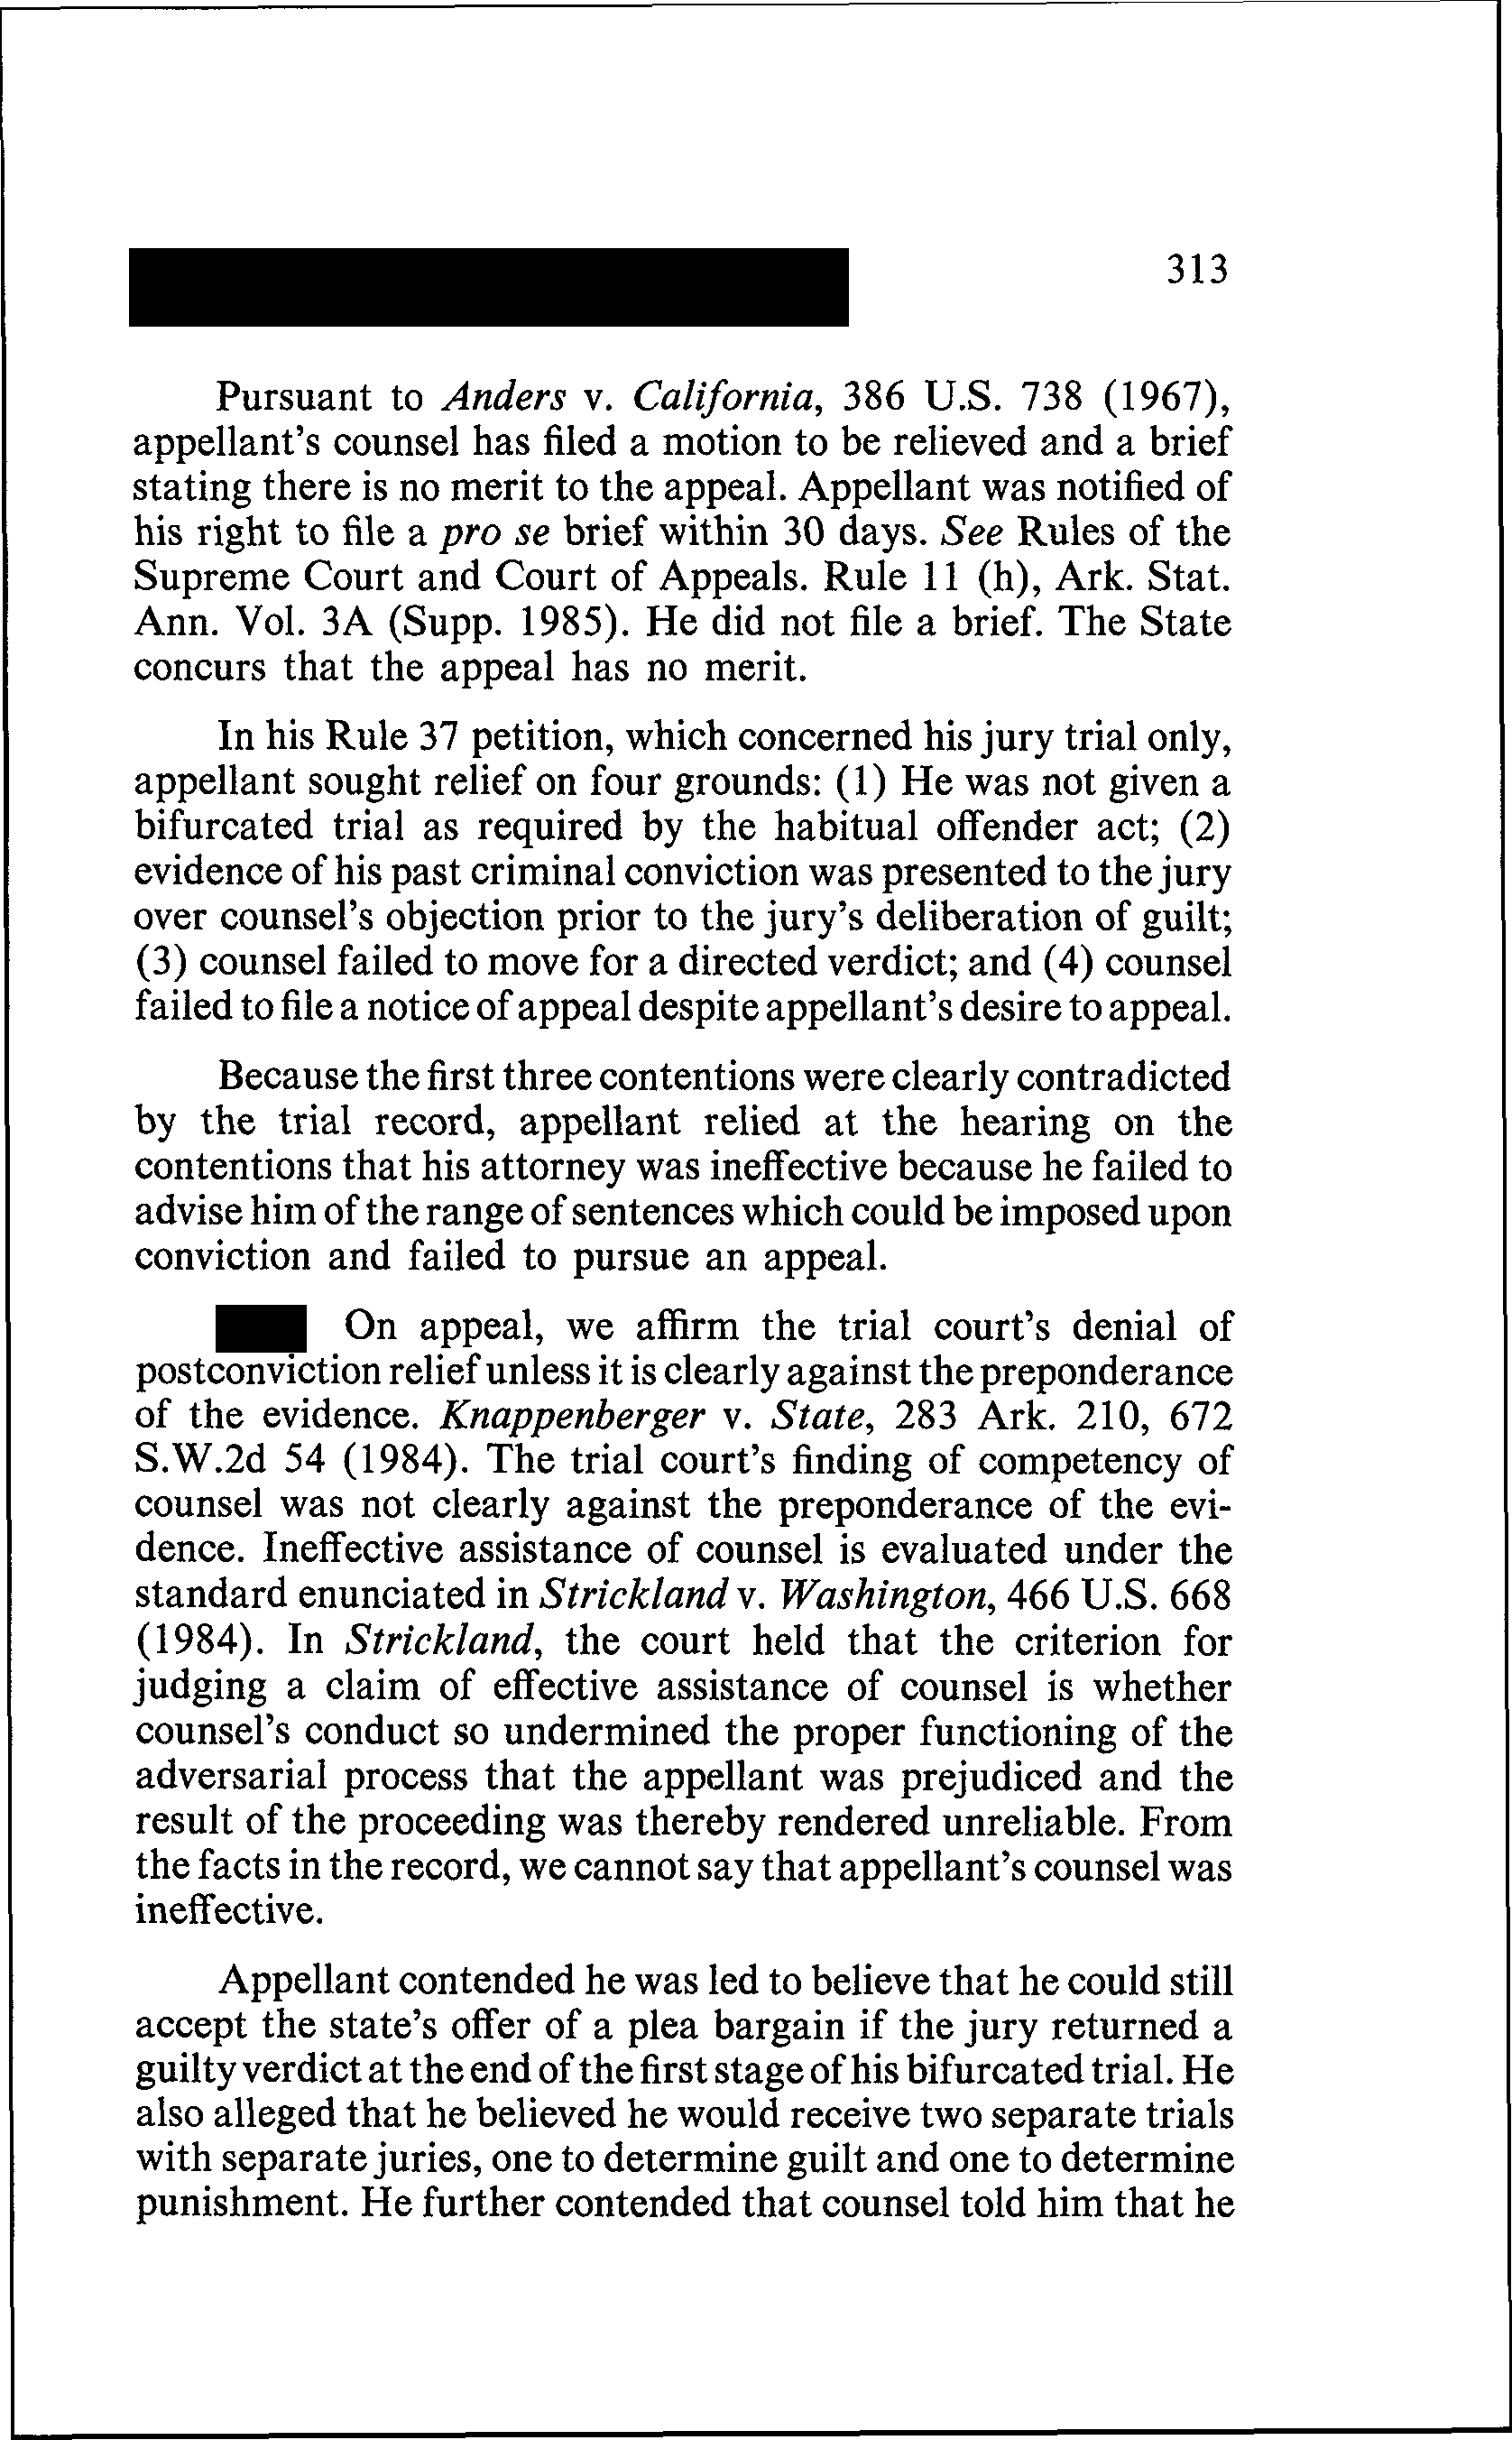 313
Pursuant to Anders v. California, 386 U.S. 738 (1967),
appellant's counsel has filed a motion to be relieved and a brief
stating there is no merit to the appeal. Appellant was notified of
his right to file a pro se brief within 30 days. See Rules of the
Supreme Court and Court of Appeals. Rule 11 (h), Ark. Stat.
Ann. Vol. 3A (Supp. 1985). He did not file a brief. The State
concurs that the appeal has no merit.
In his Rule 37 petition, which concerned his jury trial only,
appellant sought relief on four grounds: (1) He was not given a
bifurcated trial as required by the habitual offender act; (2)
evidence of his past criminal conviction was presented to the jury
over counsel's objection prior to the jury's deliberation of guilt;
(3) counsel failed to move for a directed verdict; and (4) counsel
failed to file a notice of appeal despite appellant's desire to appeal.
Because the first three contentions were clearly contradicted
by the trial record, appellant relied at the hearing on the
contentions that his attorney was ineffective because he failed to
advise him of the range of sentences which could be imposed upon
conviction and failed to pursue an appeal.
On appeal, we affirm the trial court's denial of
postconviction relief unless it is clearly against the preponderance
of the evidence. Knappenberger v. State, 283 Ark. 210, 672
S.W.2d 54 (1984). The trial court's finding of competency of
counsel was not clearly against the preponderance of the evi-
dence. Ineffective assistance of counsel is evaluated under the
standard enunciated in Strickland v. Washington, 466 U.S. 668
(1984). In Strickland, the court held that the criterion for
judging a claim of effective assistance of counsel is whether
counsel's conduct so undermined the proper functioning of the
adversarial process that the appellant was prejudiced and the
result of the proceeding was thereby rendered unreliable. From
the facts in the record, we cannot say that appellant's counsel was
ineffective.
Appellant contended he was led to believe that he could still
accept the state's offer of a plea bargain if the jury returned a
guilty verdict at the end of the first stage of his bifurcated trial. He
also alleged that he believed he would receive two separate trials
with separate juries, one to determine guilt and one to determine
punishment. He further contended that counsel told him that he